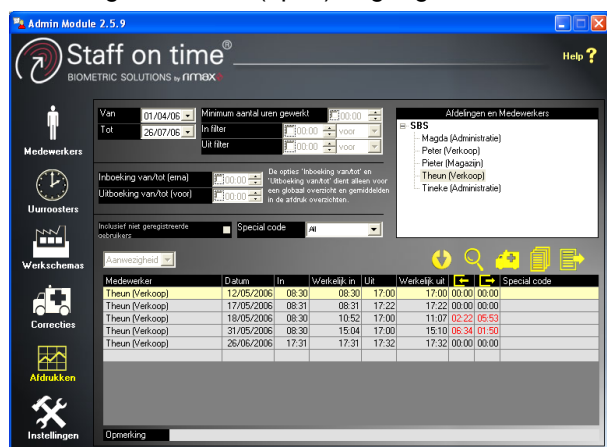 Admin Module 2.5.9
Staff on time®
BIOMETRIC SOLUTIONS by rimax
Help ?
Medewerkers
Uurroosters
Werkschemas
Correcties
Afdrukken
Instellingen
Van 01/04/06
Tot 26/07/06
Minimum aantal uren gewerkt 00:00
In filter 00:00 voor
Uit filter 00:00 voor
Inboeking van/tot (erna) 00:00
Uitboeking van/tot (voor) 00:00
De opties 'Inboeking van/tot' en
'Uitboeking van/tot' dient alleen voor
een globaal overzicht en gemiddelden
in de afdruk overzichten.
Inclusief niet geregistreerde
gebruikers
Special code All
Afdelingen en Medewerkers
SBS
Magda (Administratie)
Peter (Verkoop)
Pieter (Magazijn)
Theun (Verkoop)
Tineke (Administratie)
Aanwezigheid
Medewerker Datum In Werkelijk in Uit Werkelijk uit Special code
Theun (Verkoop) 12/05/2006 08:30 08:30 17:00 17:00 00:00 00:00
Theun (Verkoop) 17/05/2006 08:31 08:31 17:22 17:22 00:00 00:00
Theun (Verkoop) 18/05/2006 08:30 10:52 17:00 11:07 02:22 05:53
Theun (Verkoop) 31/05/2006 08:30 15:04 17:00 15:10 06:34 01:50
Theun (Verkoop) 26/06/2006 17:31 17:31 17:32 17:32 00:00 00:00
Opmerking